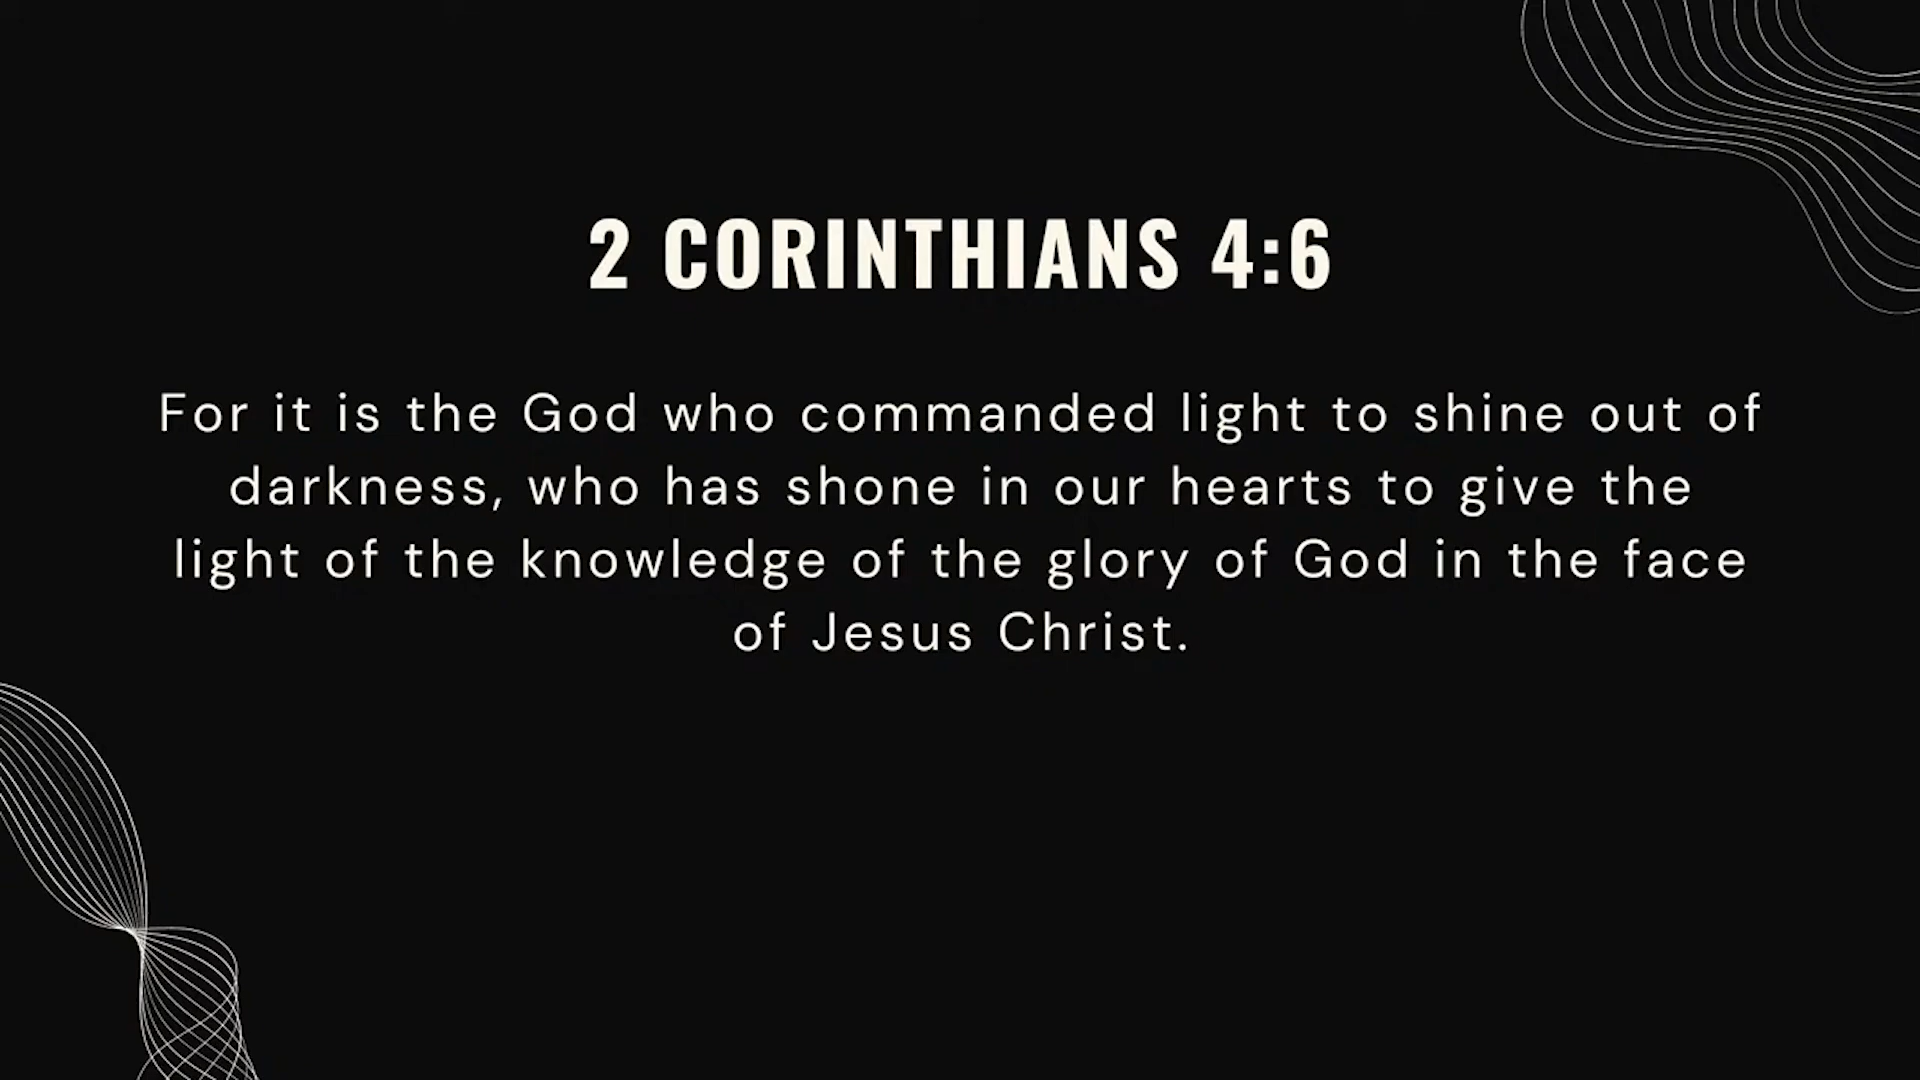 2 CORINTHIANS 4:6
For it is the God who commanded light to shine out of
darkness, who has shone in our hearts to give the
light of the knowledge of the glory of God in the face
of Jesus Christ.